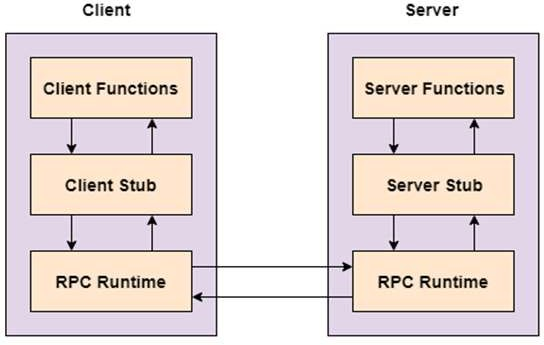 Client
Server
Client Functions
Server Functions
Client Stub
Server Stub
RPC Runtime
RPC Runtime